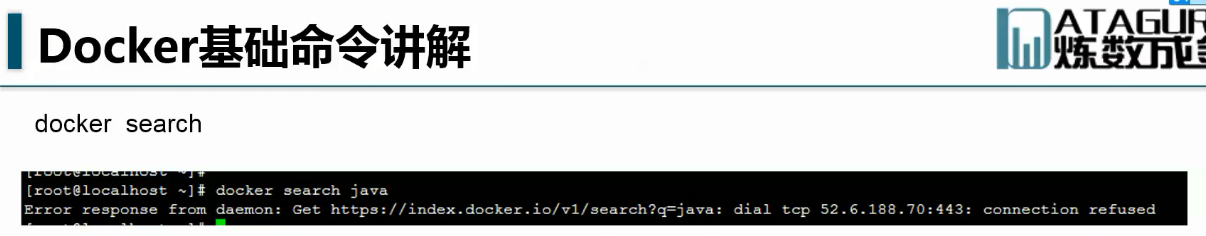 Docker基础命令讲解
ATAGUR
炼数成
docker search
[root@localhost ~]#
[root@localhost ~]# docker search java
Error response from daemon: Get https://index.docker.io/v1/search?q=java: dial tcp 52.6.188.70:443: connection refused